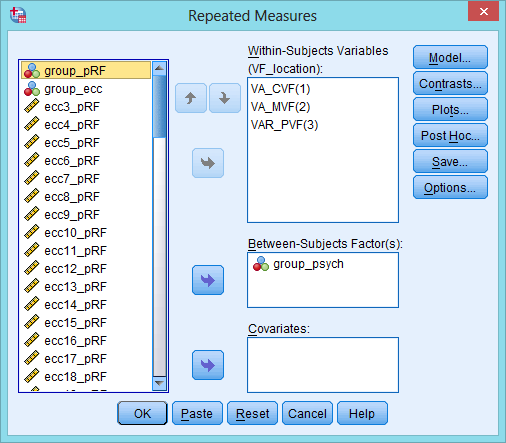 Repeated Measures
group_pRF
group_ecc
ecc3_pRF
ecc4_pRF
ecc5_pRF
ecc6_pRF
ecc7_pRF
ecc8_pRF
ecc9_pRF
ecc10_pRF
ecc11_pRF
ecc12_pRF
ecc13_pRF
ecc14_pRF
ecc15_pRF
ecc16_pRF
ecc17_pRF
ecc18_pRF
Within-Subjects Variables
(VF_location):
VA_CVF(1)
VA_MVF(2)
VAR_PVF(3)
Between-Subjects Factor(s):
group_psych
Covariates:
Model...
Contrasts...
Plots...
Post Hoc...
Save...
Options...
OK
Paste
Reset
Cancel
Help